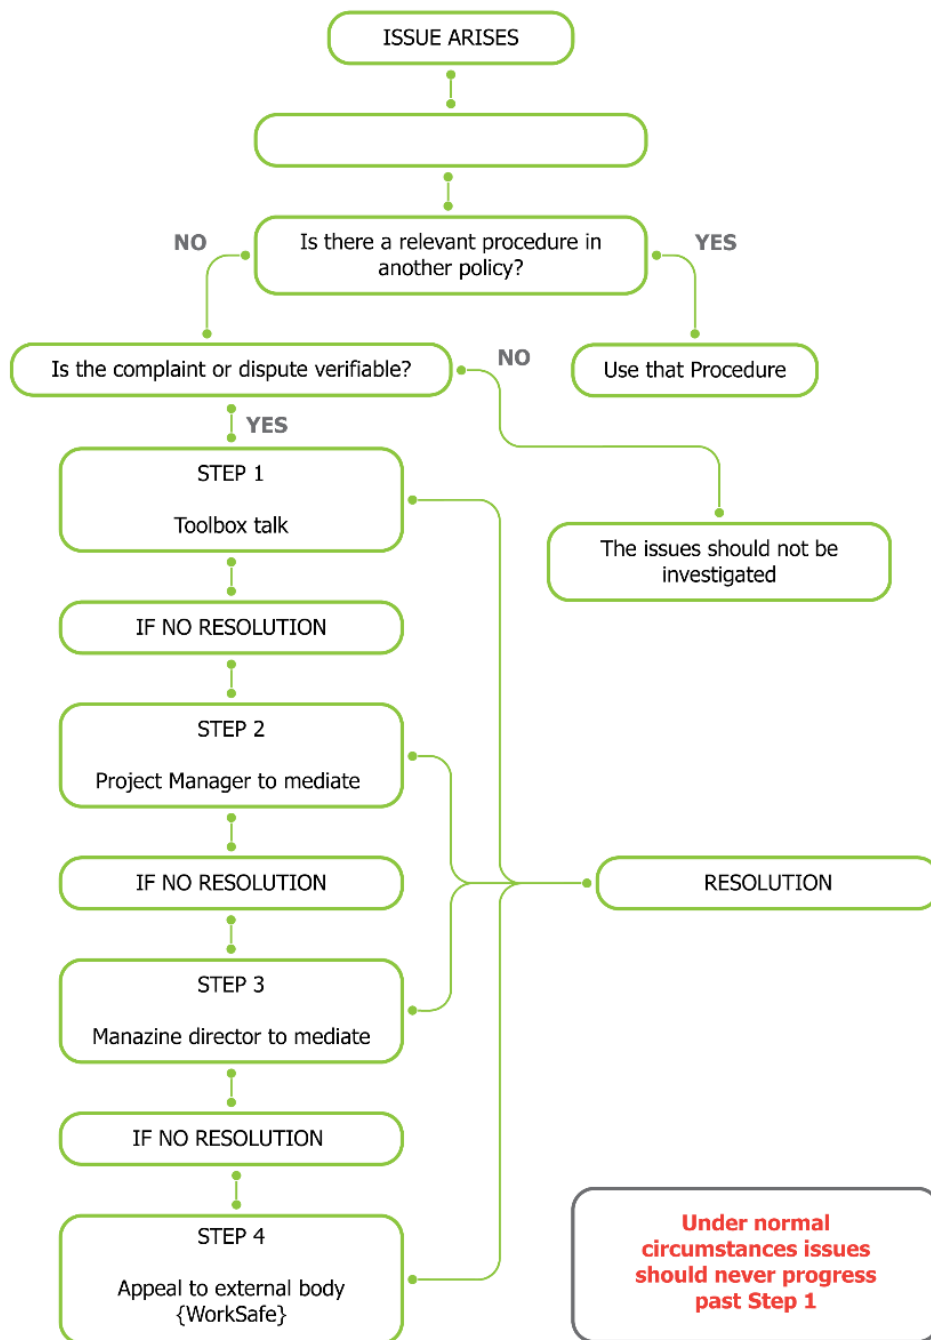 ISSUE ARISES
Is there a relevant procedure in
another policy?
NO
YES
Is the complaint or dispute verifiable?
NO
Use that Procedure
YES
STEP 1
Toolbox talk
The issues should not be
investigated
IF NO RESOLUTION
STEP 2
Project Manager to mediate
IF NO RESOLUTION
RESOLUTION
STEP 3
Manazine director to mediate
IF NO RESOLUTION
STEP 4
Appeal to external body
{WorkSafe}
Under normal
circumstances issues
should never progress
past Step 1